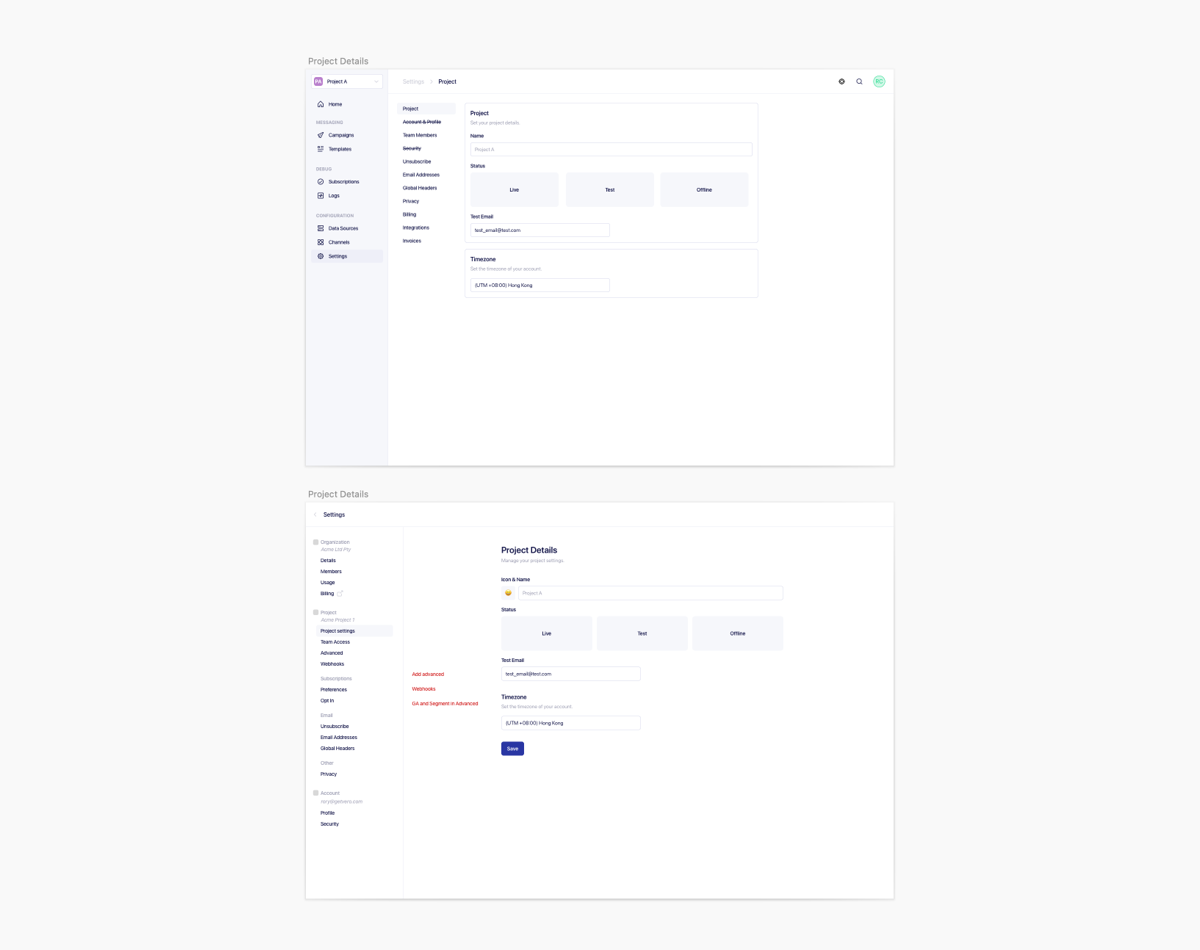 Project Details
PA Project A
Settings > Project
RC
Home
MESSAGING
Campaigns
Templates
DEBUG
Subscriptions
Logs
CONFIGURATION
Data Sources
Channels
Settings
Project
Account & Profile
Team Members
Security
Unsubscribe
Email Addresses
Global Headers
Privacy
Billing
Integrations
Invoices
Project
Set your project details.
Name
Project A
Status
Live
Test
Offline
Test Email
test_email@test.com
Timezone
Set the timezone of your account.
(UTM +08:00) Hong Kong
Project Details
Settings
Organization
Acme Ltd Pty
Details
Members
Usage
Billing
Project
Acme Project 1
Project settings
Team Access
Advanced
Webhooks
Subscriptions
Preferences
Opt In
Email
Unsubscribe
Email Addresses
Global Headers
Other
Privacy
Account
Profile
Security
Add advanced
Webhooks
GA and Segment in Advanced
Project Details
Manage your project settings
Icon & Name
Project A
Status
Live
Test
Offline
Test Email
test_email@test.com
Timezone
Set the timezone of your account.
(UTM +08:00) Hong Kong
Save